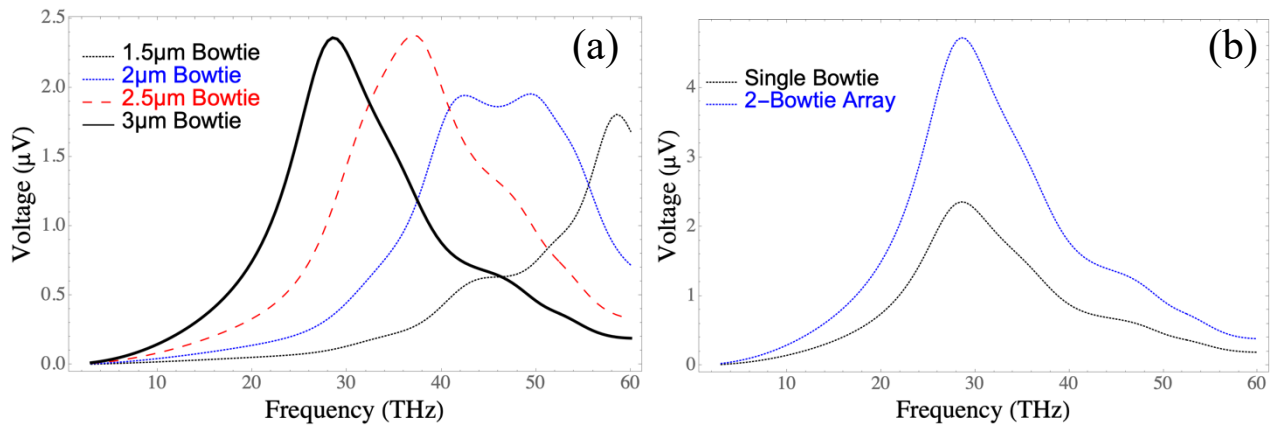 (a)
1.5μm Bowtie
2μm Bowtie
2.5μm Bowtie
3μm Bowtie
Voltage (μV)
2.5
2.0
1.5
1.0
0.5
0.0
10 20 30 40 50 60
Frequency (THz)
(b)
Single Bowtie
2-Bowtie Array
Voltage (μV)
4
3
2
1
0
10 20 30 40 50 60
Frequency (THz)